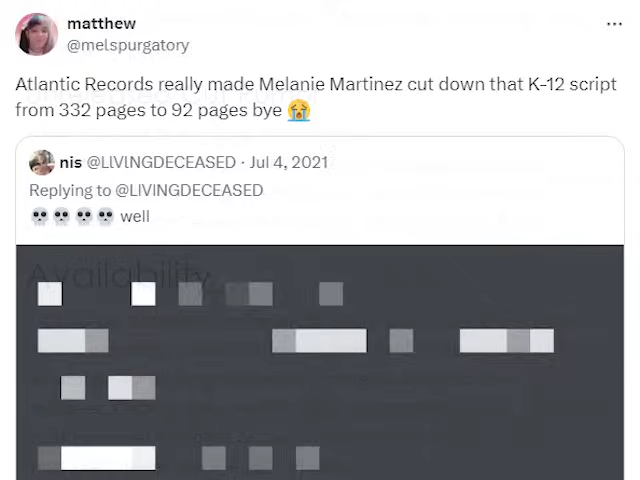 matthew
@melspurgatory
Atlantic Records really made Melanie Martinez cut down that K-12 script
from 332 pages to 92 pages bye 😭
nis @LIVINGDECEASED · Jul 4, 2021
Replying to @LIVINGDECEASED
💀💀💀💀 well
Availability